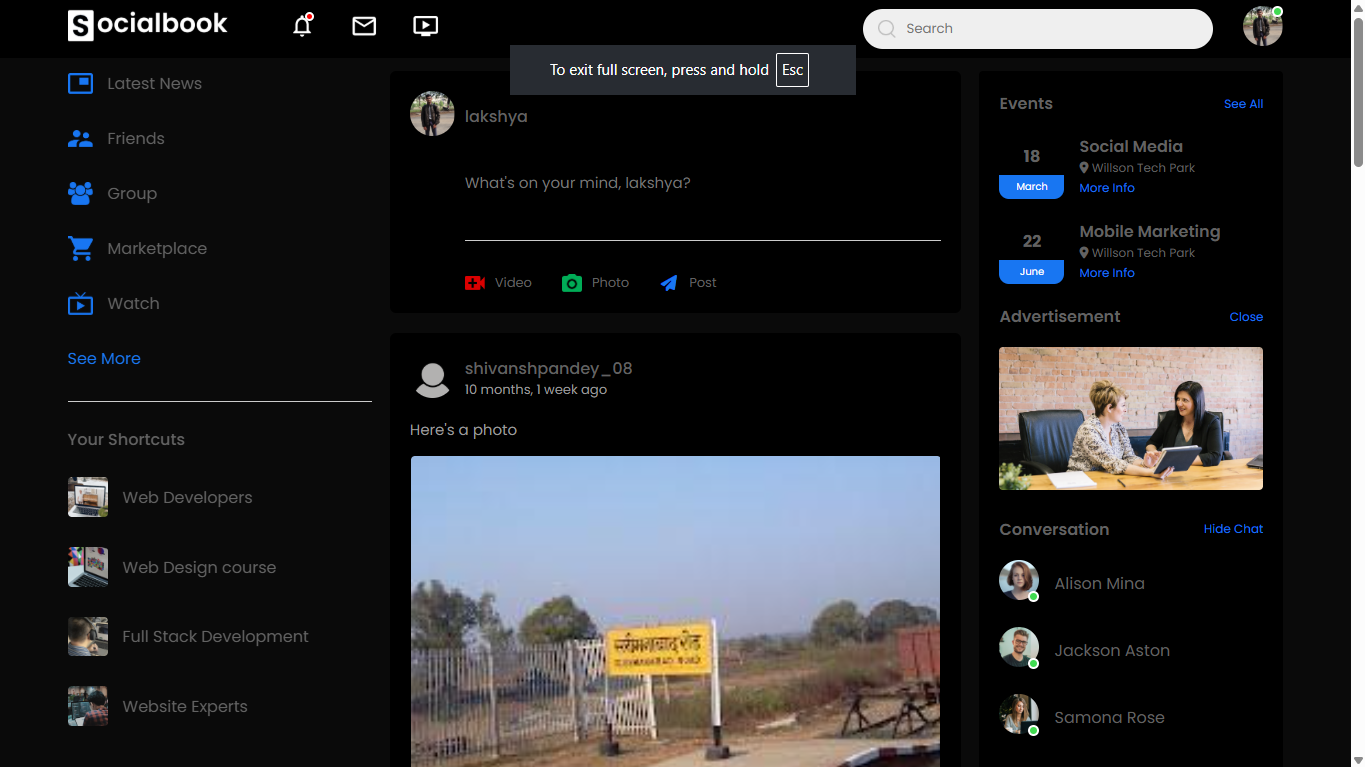 Socialbook
Search
To exit full screen, press and hold Esc
Latest News
Friends
Group
Marketplace
Watch
See More
Your Shortcuts
Web Developers
Web Design course
Full Stack Development
Website Experts
lakshya
What's on your mind, lakshya?
Video
Photo
Post
shivanshpandey_08
10 months, 1 week ago
Here's a photo
Events
See All
18
March
Social Media
Willson Tech Park
More Info
22
June
Mobile Marketing
Willson Tech Park
More Info
Advertisement
Close
Conversation
Hide Chat
Alison Mina
Jackson Aston
Samona Rose